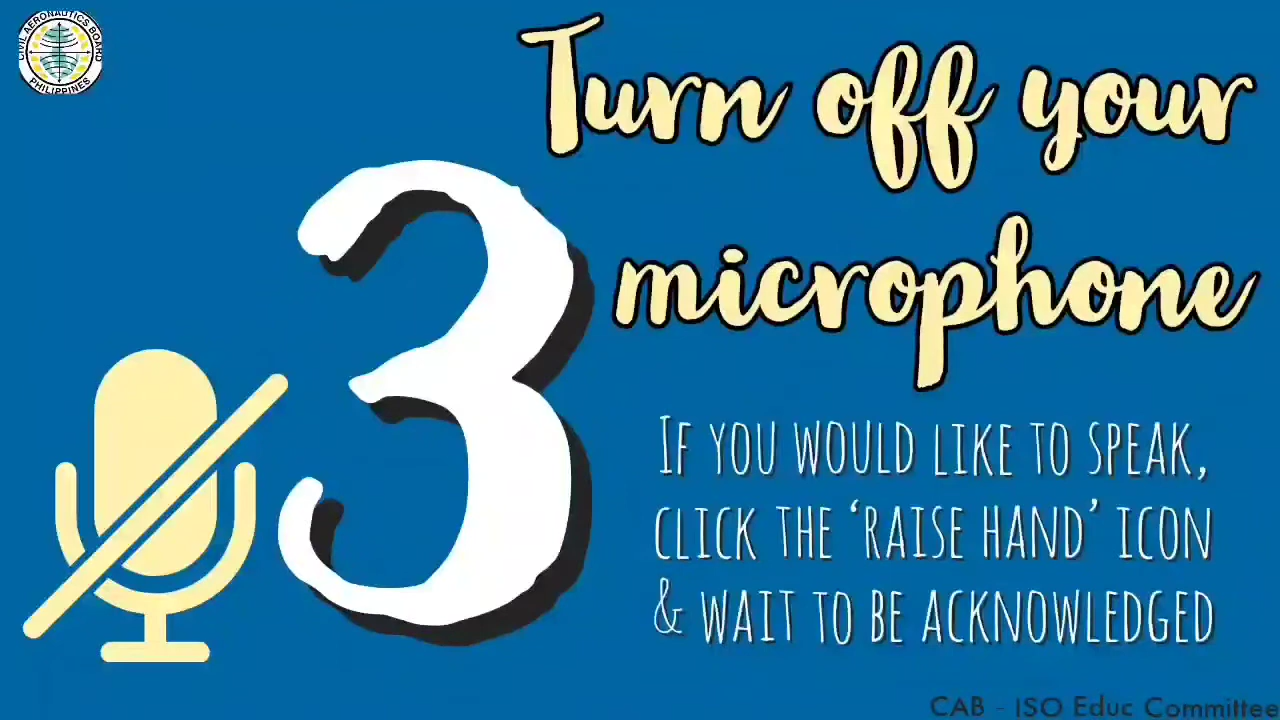 CIVIL AERONAUTICS BOARD
PHILIPPINES
3
Turn off your
microphone
IF YOU WOULD LIKE TO SPEAK,
CLICK THE ‘RAISE HAND’ ICON
& WAIT TO BE ACKNOWLEDGED
CAB - ISO Educ Committee